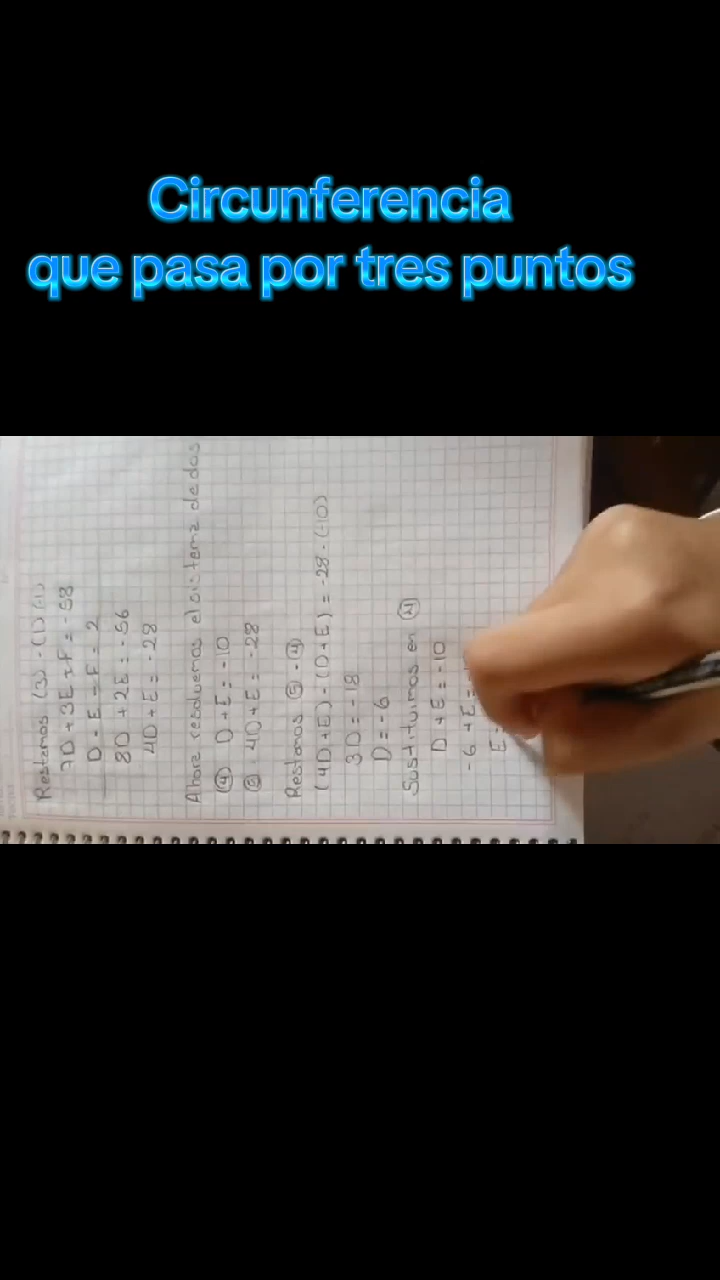 Circunferencia
que pasa por tres puntos
Restamos (3) - (1)
7D + 3E + F = -58
D - E - F = 2
8D + 2E = -56
4D + E = -28
Ahora resolvemos el sistema de dos
④ D + E = -10
⑤ 4D + E = -28
Restamos ⑤ - ④
(4D + E) - (D + E) = -28 - (-10)
3D = -18
D = -6
Sustituimos en ④
D + E = -10
-6 + E =
E =